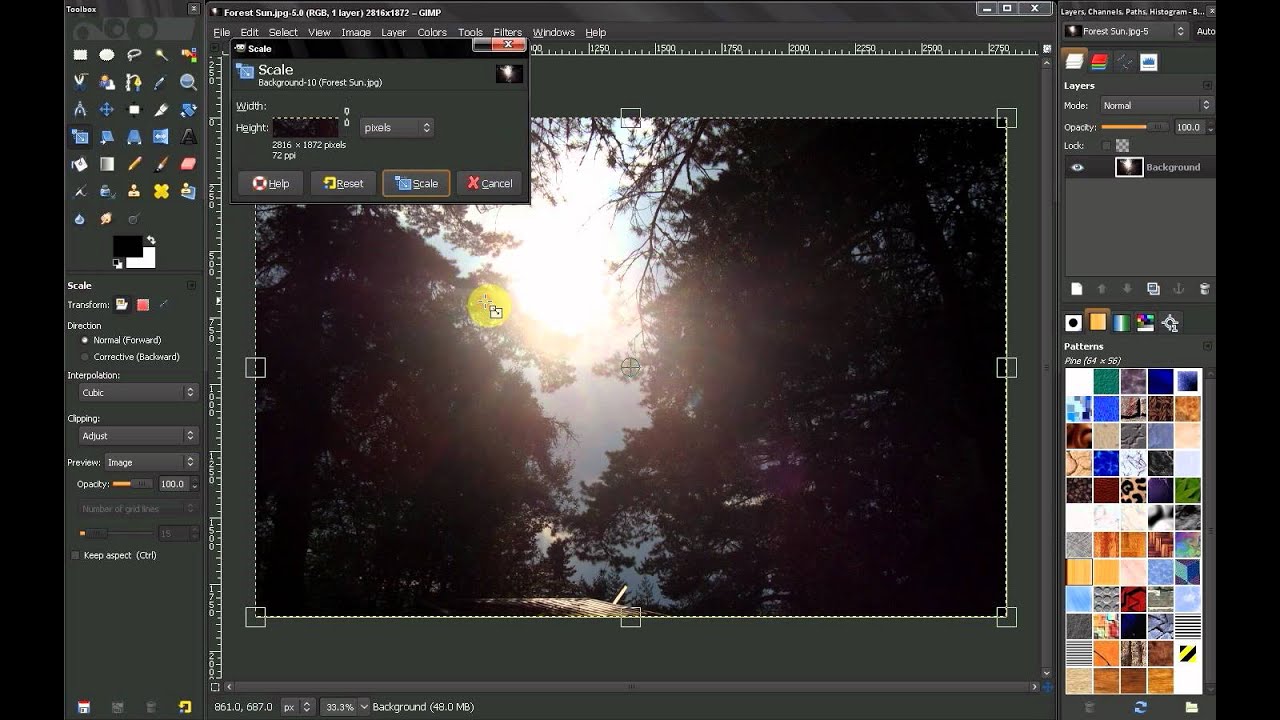 Toolbox
Forest Sun.jpg-5.0 (RGB, 1 layer) 2816x1872 – GIMP
Layers, Channels, Paths, Histogram - B...
File Edit Select View Image Layer Colors Tools Filters Windows Help
Forest Sun.jpg-5
Auto
Scale
1250 1500 1750 2000 2250 2500 2750
Scale
Background-10 (Forest Sun.jpg)
Width:
Height:
pixels
2816 × 1872 pixels
72 ppi
Help
Reset
Scale
Cancel
Layers
Mode: Normal
Opacity: 100.0
Lock:
Background
Scale
Transform:
Direction
Normal (Forward)
Corrective (Backward)
Interpolation:
Cubic
Clipping:
Adjust
Preview: Image
Opacity: 100.0
Number of grid lines
15
Keep aspect (Ctrl)
Patterns
Pine (64 × 56)
861.0, 687.0 px 33.3% Background (49.0 MB)